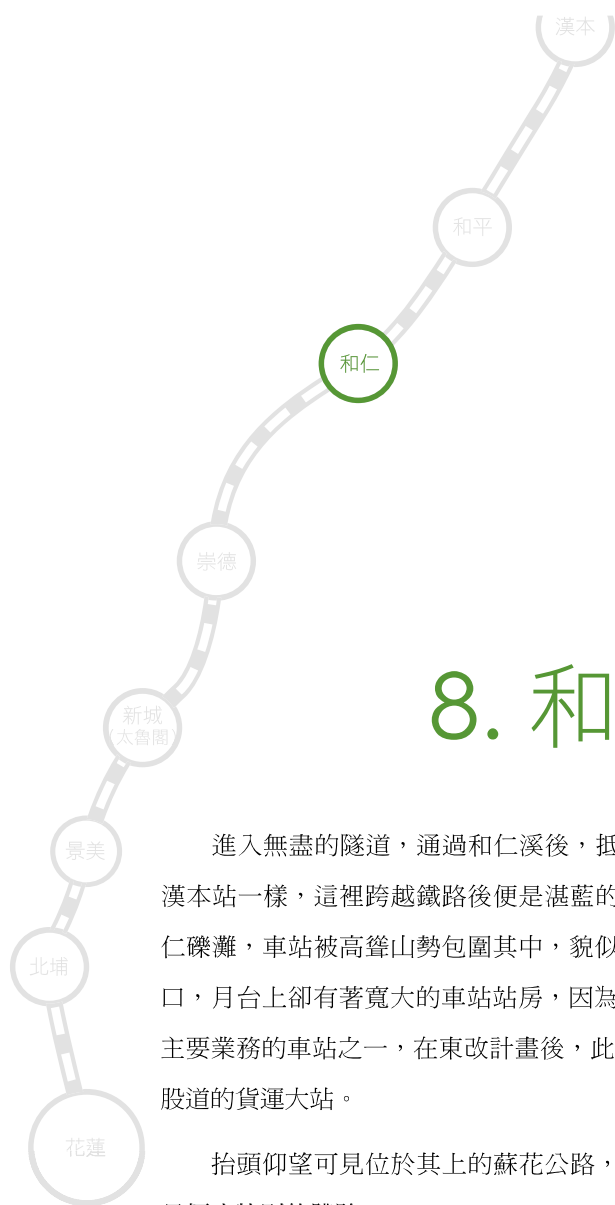 漢本
和平
和仁
崇德
新城
(太魯閣)
景美
北埔
花蓮
8. 和
進入無盡的隧道，通過和仁溪後，抵
漢本站一樣，這裡跨越鐵路後便是湛藍的
仁礫灘，車站被高聳山勢包圍其中，貌似
口，月台上卻有著寬大的車站站房，因為
主要業務的車站之一，在東改計畫後，此
股道的貨運大站。
抬頭仰望可見位於其上的蘇花公路，